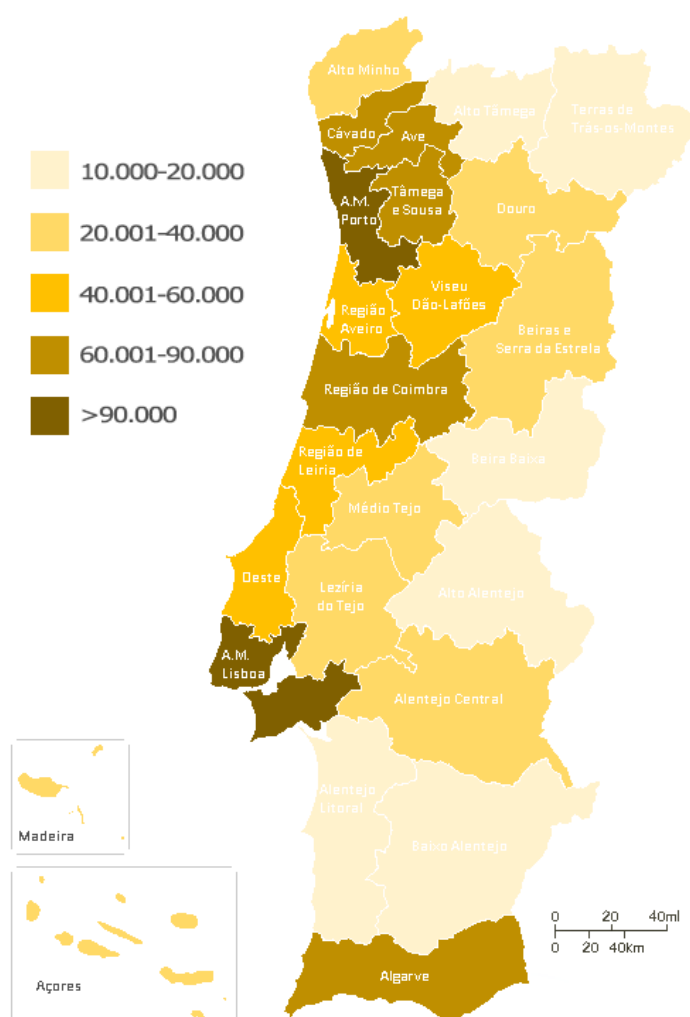 Alto Minho
Alto Tâmega
Terras de
Trás-os-Montes
Cávado
Ave
10.000-20.000
A.M.
Porto
Tâmega
e Sousa
Douro
20.001-40.000
40.001-60.000
Região
Aveiro
Viseu
Dão-Lafões
Beiras e
Serra da Estrela
60.001-90.000
Região de Coimbra
>90.000
Região de
Leiria
Beira Baixa
Médio Tejo
Oeste
Lezíria
do Tejo
Alto Alentejo
A.M.
Lisboa
Alentejo Central
Alentejo
Litoral
Baixo Alentejo
Madeira
0 20 40ml
0 20 40km
Açores
Algarve